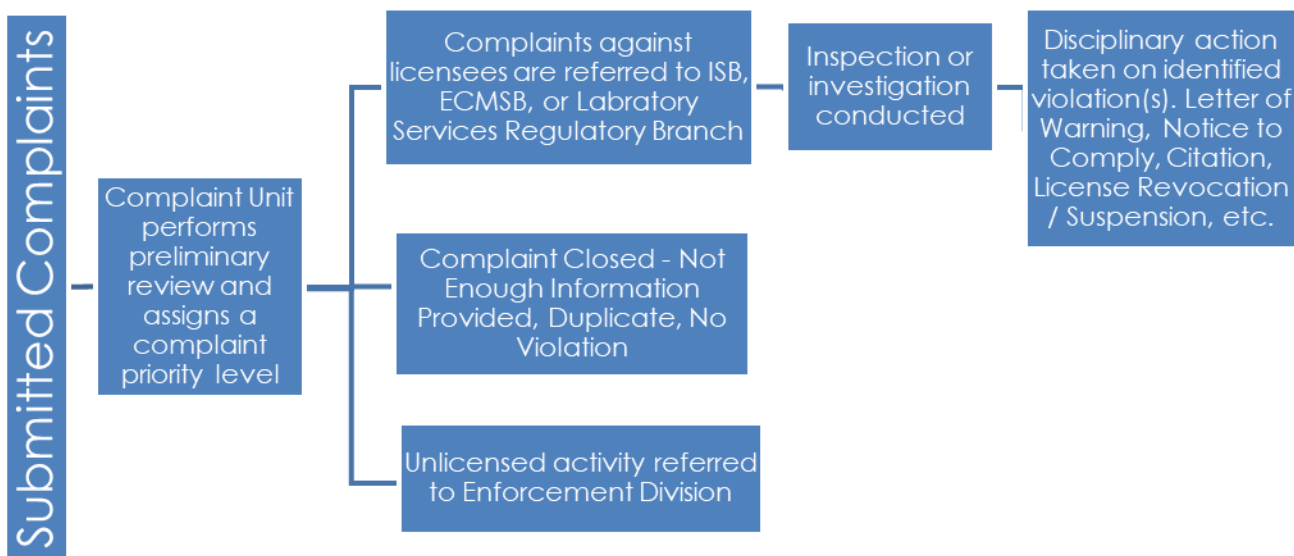 Submitted Complaints
Complaint Unit
performs
preliminary
review and
assigns a
complaint
priority level
Complaints against
licensees are referred to ISB,
ECMSB, or Labratory
Services Regulatory Branch
Inspection or
investigation
conducted
Disciplinary action
taken on identified
violation(s). Letter of
Warning, Notice to
Comply, Citation,
License Revocation
/ Suspension, etc.
Complaint Closed - Not
Enough Information
Provided, Duplicate, No
Violation
Unlicensed activity referred
to Enforcement Division